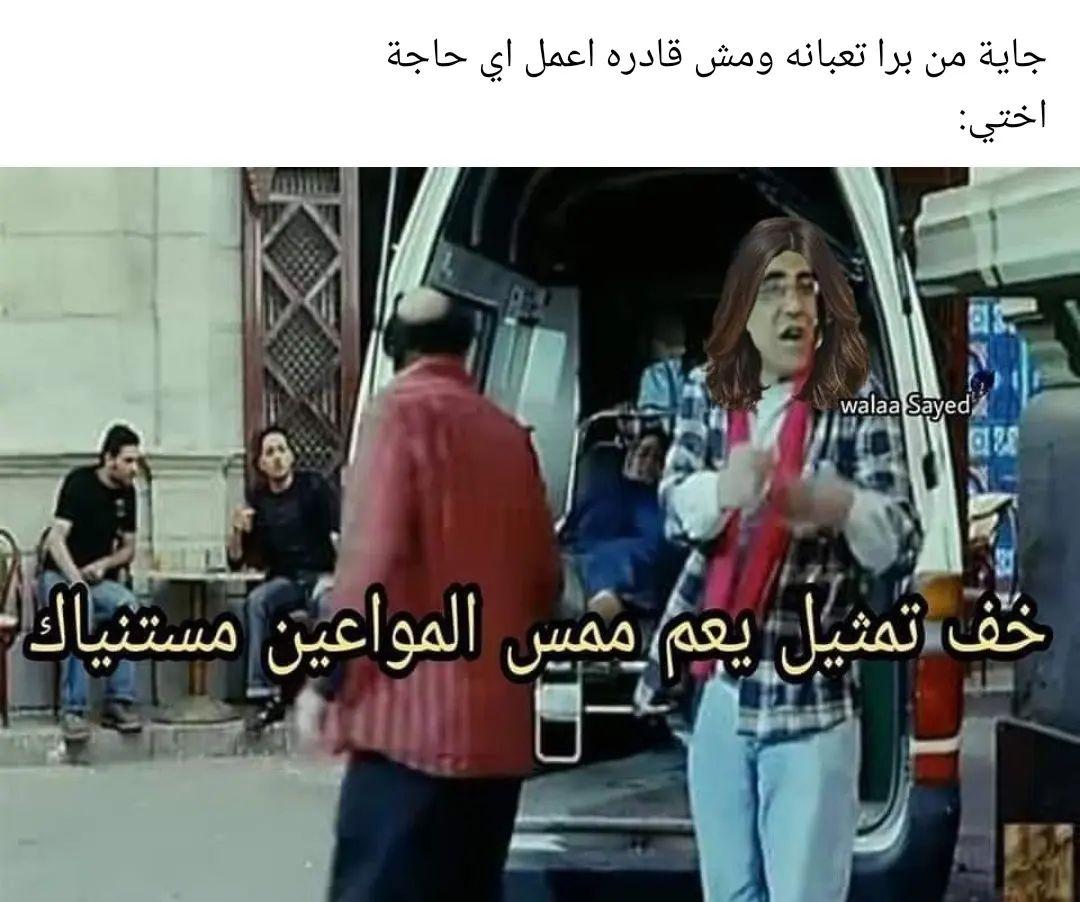 جاية من برا تعبانه ومش قادره اعمل اي حاجة
اختي:
walaa Sayed
خف تمثيل يعم ممس المواعين مستنياك